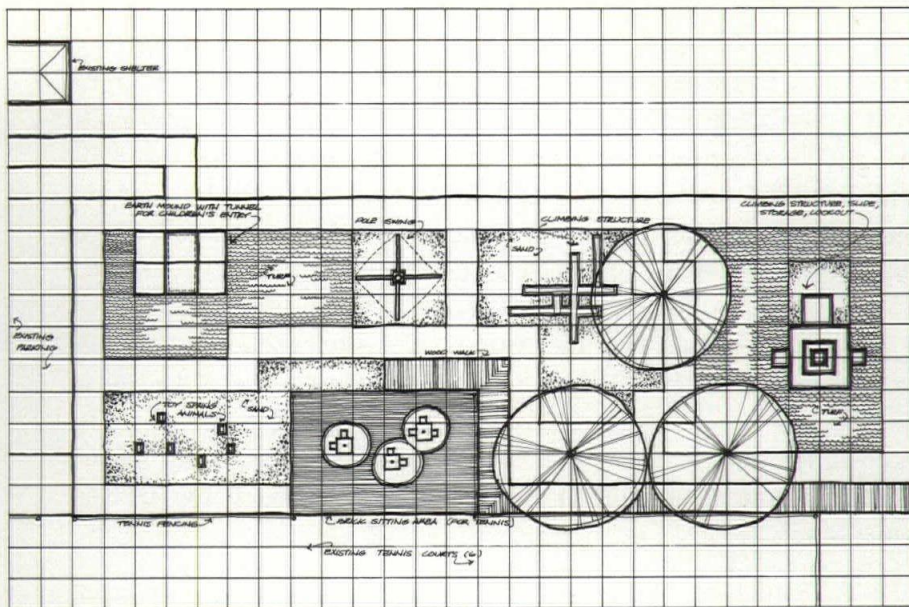 EXISTING SHELTER
EARTH MOUND WITH TUNNEL
FOR CHILDREN'S ENTRY
POLE SWING
CLIMBING STRUCTURE
CLIMBING STRUCTURE, SLIDE,
STORAGE, LOOKOUT
SAND
TURF
EXISTING
PARKING
WOOD WALK
TOY SPRING
ANIMALS
SAND
TURF
TENNIS FENCING
BRICK SITTING AREA (FOR TENNIS)
EXISTING TENNIS COURTS (6)